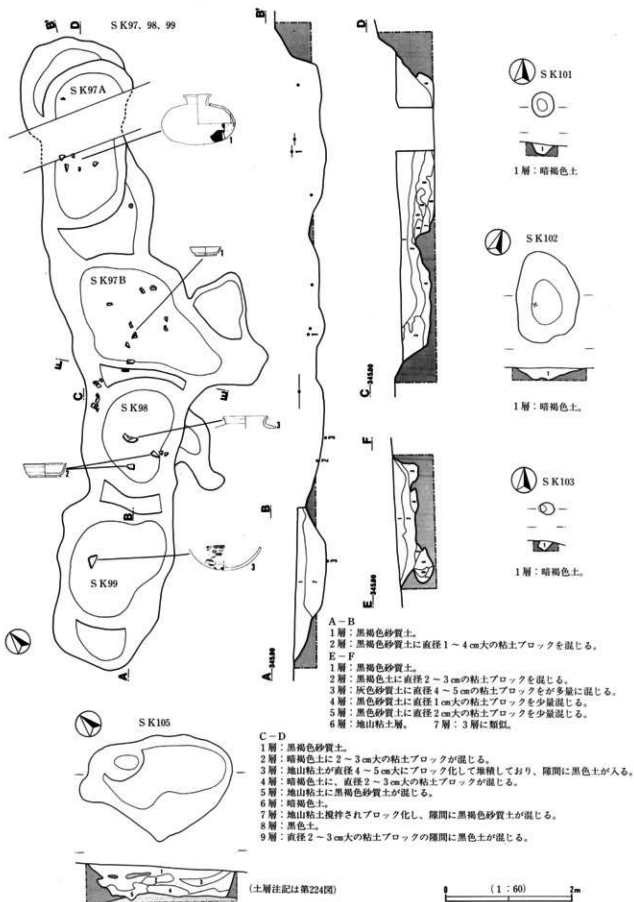 B' D SK97、98、99
B' D
SK97A
1
SK101
1
1層：暗褐色土
SK97B
1
SK102
1
1層：暗褐色土。
F E
C
C 345.00
SK98
3
2
B
B
F
SK103
1
1層：暗褐色土。
SK99
3
A
A 345.00
E 345.00
A－B
1層：黒褐色砂質土。
2層：黒褐色砂質土に直径1～4㎝大の粘土ブロックを混じる。
E－F
1層：黒褐色砂質土。
2層：黒褐色土に直径2～3㎝の粘土ブロックを混じる。
3層：灰色砂質土に直径4～5㎝の粘土ブロックをが多量に混じる。
4層：黒色砂質土に直径1㎝大の粘土ブロックを少量混じる。
5層：黒色砂質土に直径2㎝大の粘土ブロックを少量混じる。
6層：地山粘土層。 7層：3層に類似。
SK105
C－D
1層：黒褐色砂質土。
2層：暗褐色土に2～3㎝大の粘土ブロックが混じる。
3層：地山粘土が直径4～5㎝大にブロック化して堆積しており、隙間に黒色土が入る。
4層：暗褐色土に、直径2～3㎝大の粘土ブロックが混じる。
5層：地山粘土に黒褐色砂質土が混じる。
6層：暗褐色土。
7層：地山粘土攪拌されブロック化し、隙間に黒褐色砂質土が混じる。
8層：黒色土。
9層：直径2～3㎝大の粘土ブロックの隙間に黒色土が混じる。
(土層注記は第224図)
0 (1：60) 2m